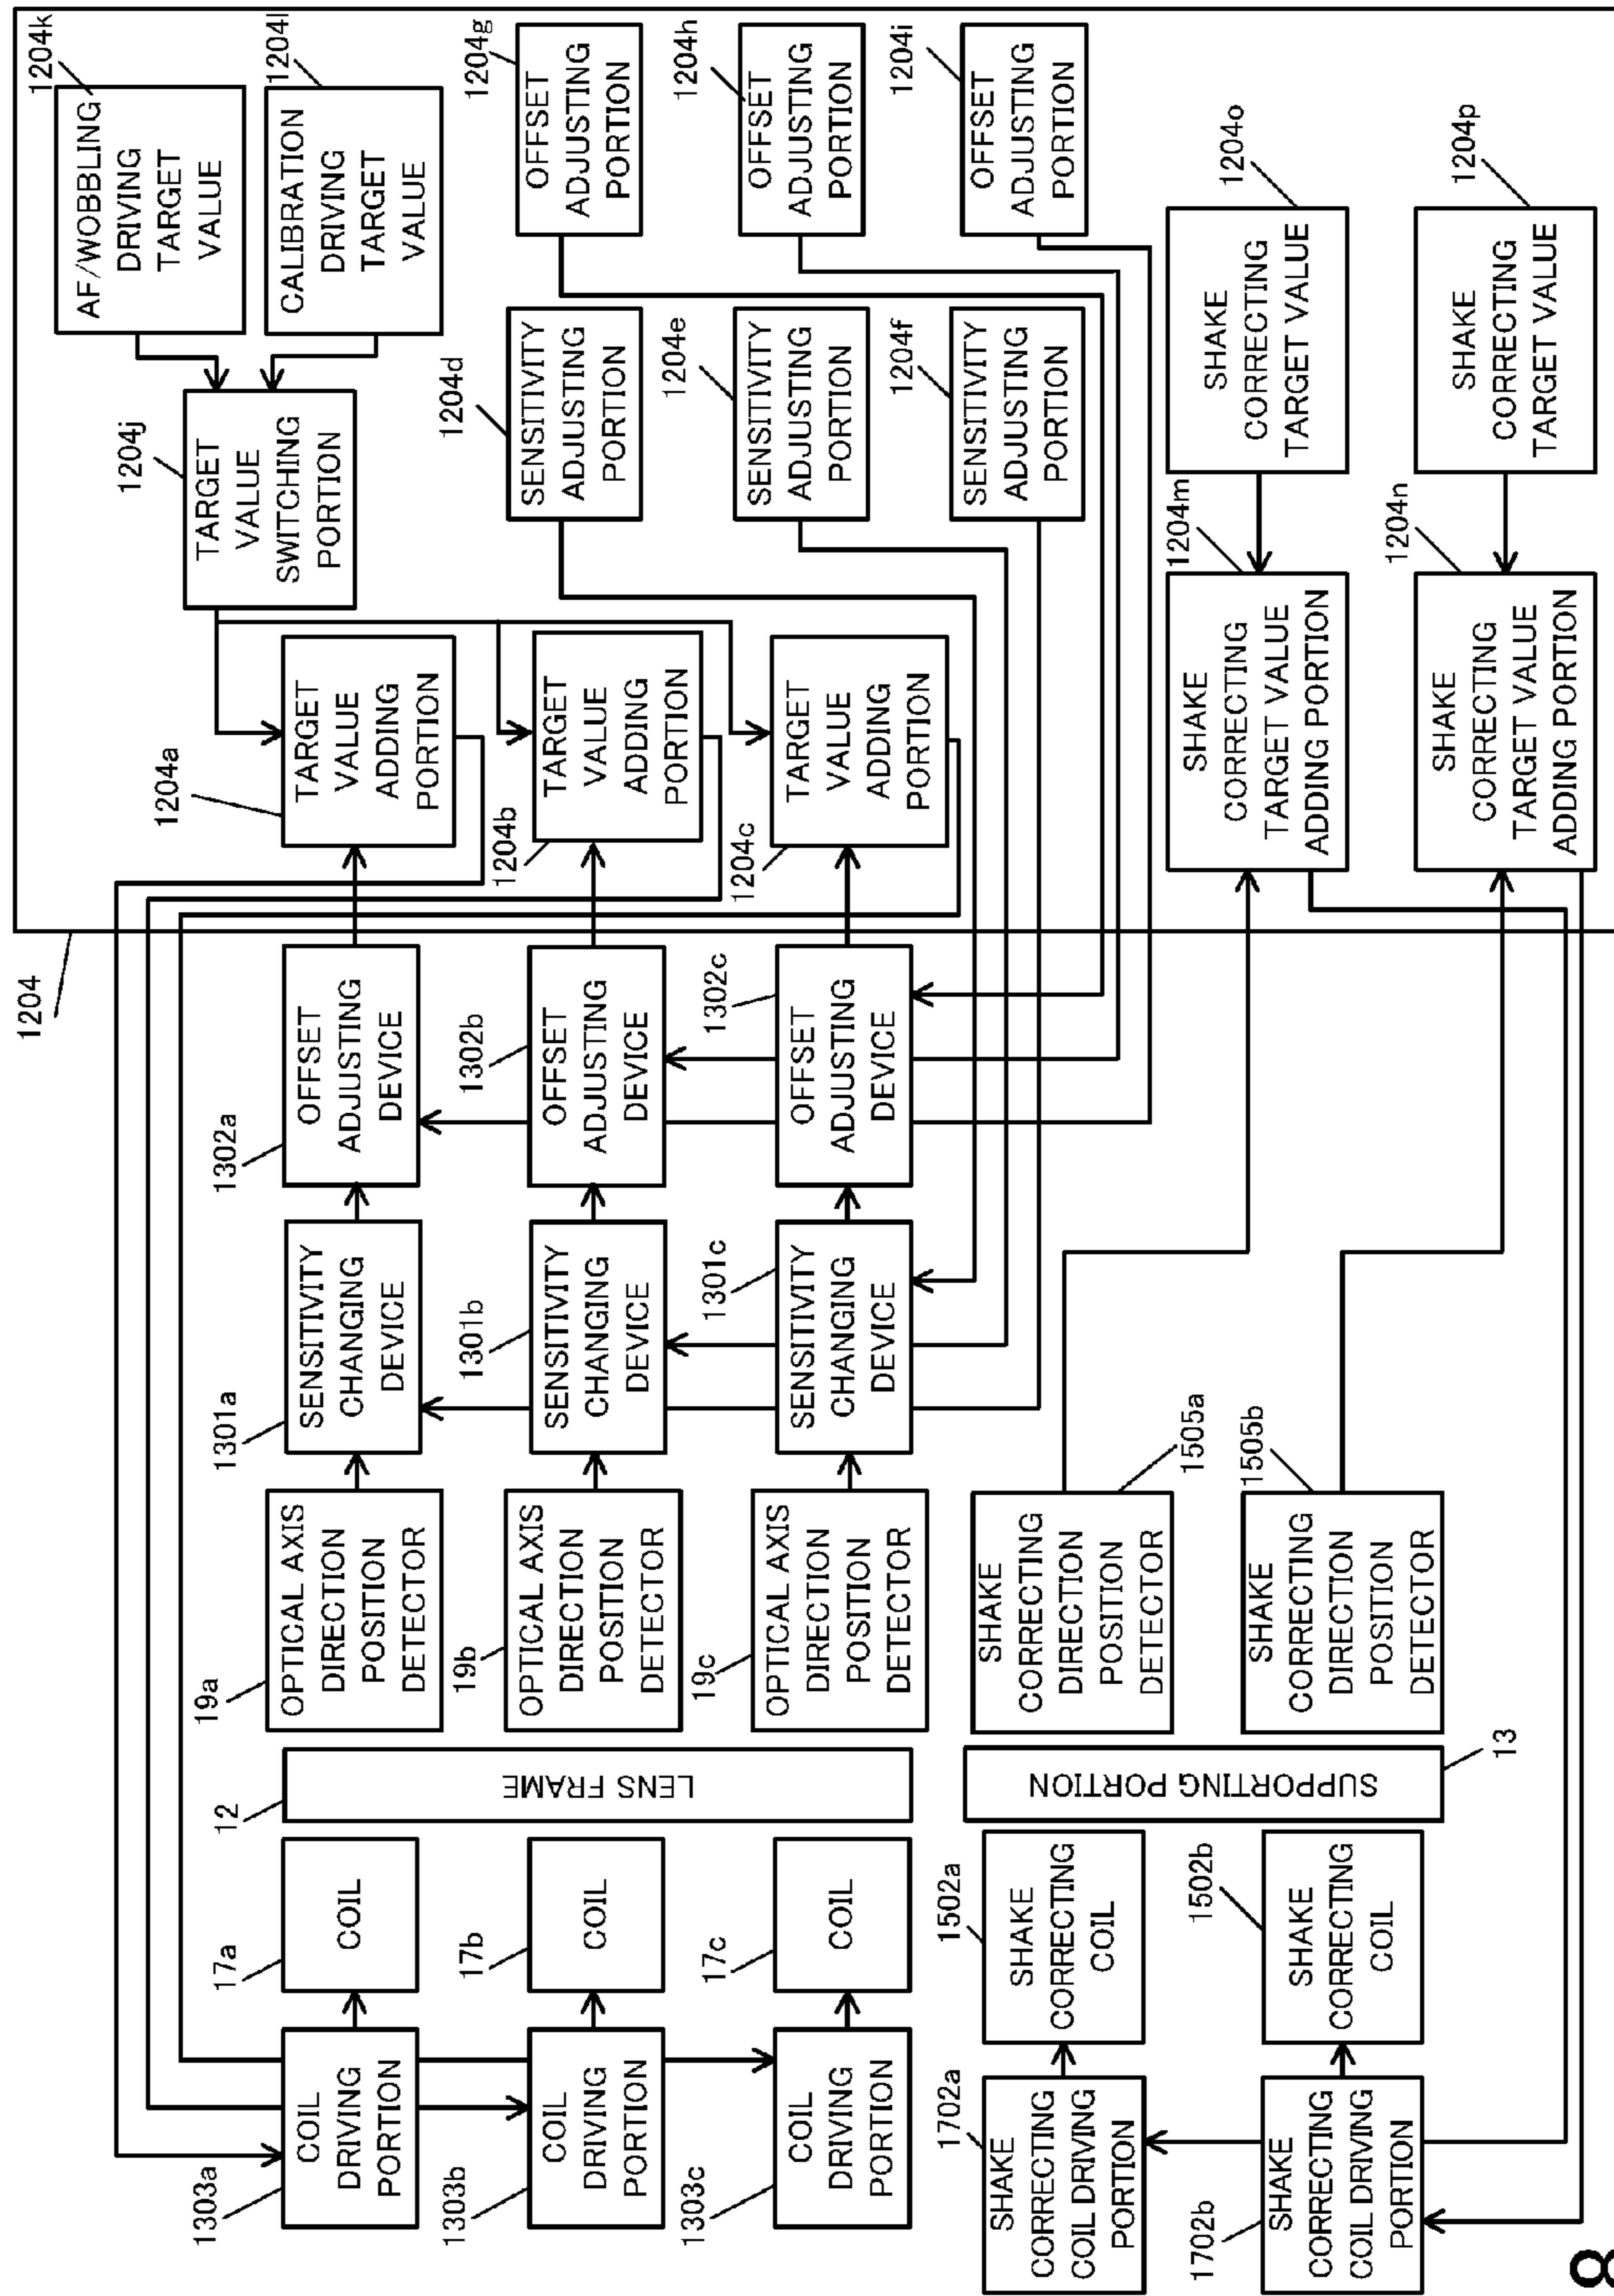 1204
1204k
AF/WOBBLING
DRIVING
TARGET
VALUE
1204l
CALIBRATION
DRIVING
TARGET
VALUE
1204j
TARGET
VALUE
SWITCHING
PORTION
1204a
TARGET
VALUE
ADDING
PORTION
1204b
TARGET
VALUE
ADDING
PORTION
1204c
TARGET
VALUE
ADDING
PORTION
1204d
SENSITIVITY
ADJUSTING
PORTION
1204e
SENSITIVITY
ADJUSTING
PORTION
1204f
SENSITIVITY
ADJUSTING
PORTION
1204g
OFFSET
ADJUSTING
PORTION
1204h
OFFSET
ADJUSTING
PORTION
1204i
OFFSET
ADJUSTING
PORTION
1204m
SHAKE
CORRECTING
TARGET VALUE
ADDING PORTION
1204o
SHAKE
CORRECTING
TARGET VALUE
1204n
SHAKE
CORRECTING
TARGET VALUE
ADDING PORTION
1204p
SHAKE
CORRECTING
TARGET VALUE
1302a
OFFSET
ADJUSTING
DEVICE
1302b
OFFSET
ADJUSTING
DEVICE
1302c
OFFSET
ADJUSTING
DEVICE
1301a
SENSITIVITY
CHANGING
DEVICE
1301b
SENSITIVITY
CHANGING
DEVICE
1301c
SENSITIVITY
CHANGING
DEVICE
19a
OPTICAL AXIS
DIRECTION
POSITION
DETECTOR
19b
OPTICAL AXIS
DIRECTION
POSITION
DETECTOR
19c
OPTICAL AXIS
DIRECTION
POSITION
DETECTOR
1505a
SHAKE
CORRECTING
DIRECTION
POSITION
DETECTOR
1505b
SHAKE
CORRECTING
DIRECTION
POSITION
DETECTOR
12
LENS FRAME
13
SUPPORTING PORTION
17a
COIL
17b
COIL
17c
COIL
1502a
SHAKE
CORRECTING
COIL
1502b
SHAKE
CORRECTING
COIL
1303a
COIL
DRIVING
PORTION
1303b
COIL
DRIVING
PORTION
1303c
COIL
DRIVING
PORTION
1702a
SHAKE
CORRECTING
COIL DRIVING
PORTION
1702b
SHAKE
CORRECTING
COIL DRIVING
PORTION
8